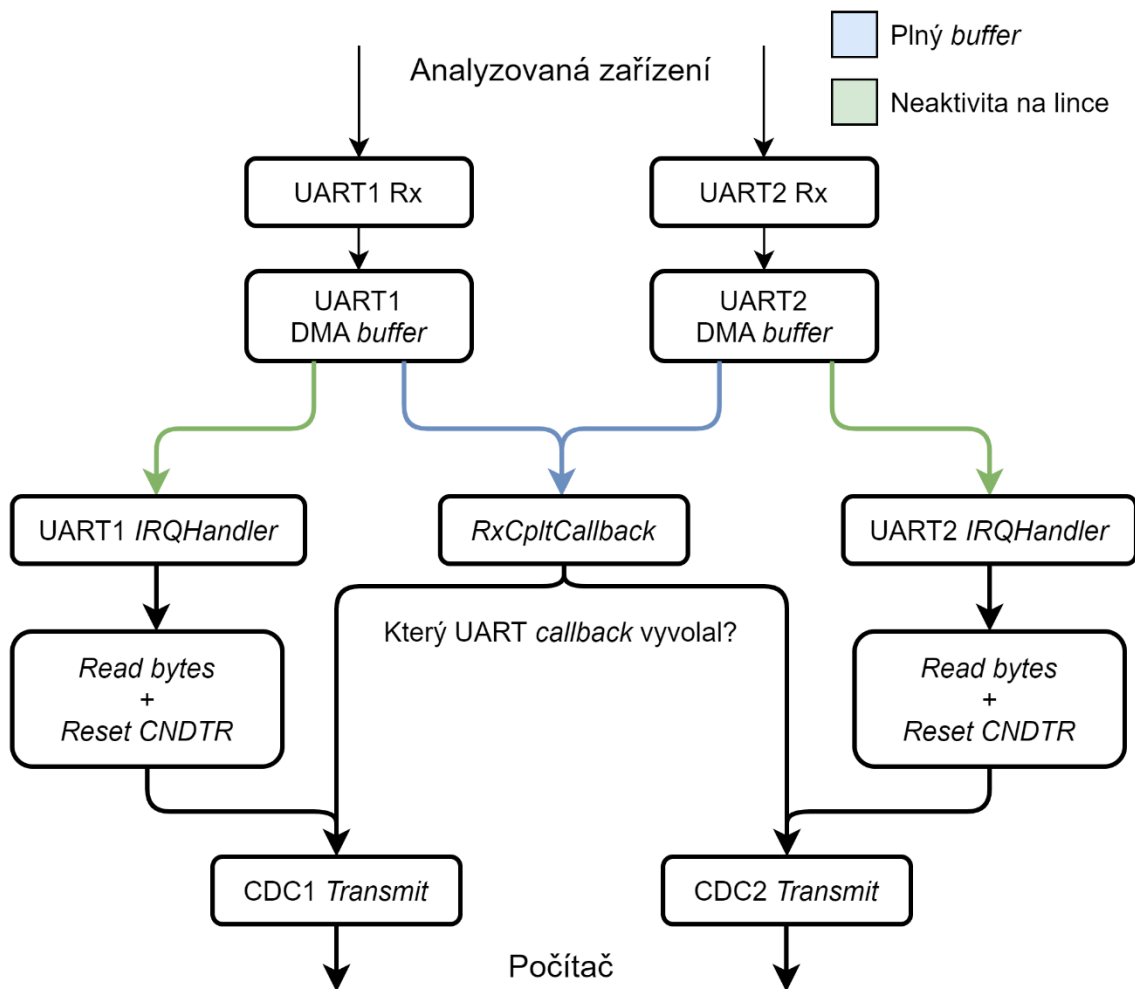 Plný buffer
Analyzovaná zařízení
Neaktivita na lince
UART1 Rx
UART2 Rx
UART1
DMA buffer
UART2
DMA buffer
UART1 IRQHandler
RxCpltCallback
UART2 IRQHandler
Který UART callback vyvolal?
Read bytes
+
Reset CNDTR
Read bytes
+
Reset CNDTR
CDC1 Transmit
CDC2 Transmit
Počítač